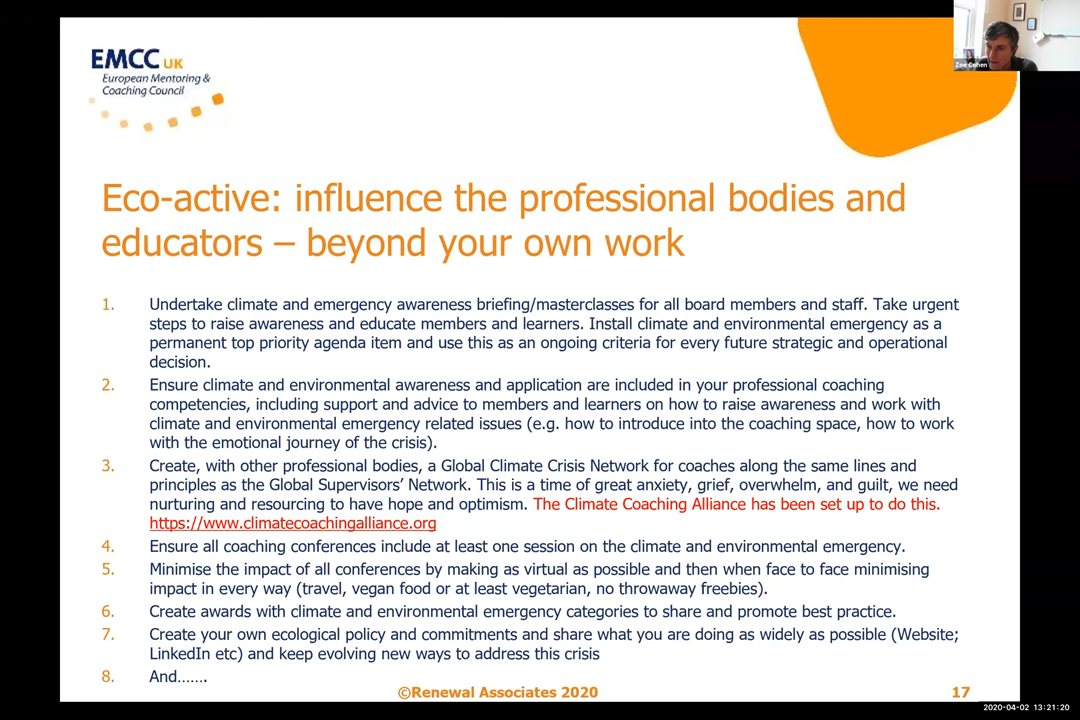 EMCC UK
European Mentoring &
Coaching Council
Zoe Cohen
Eco-active: influence the professional bodies and
educators – beyond your own work
1. Undertake climate and emergency awareness briefing/masterclasses for all board members and staff. Take urgent
steps to raise awareness and educate members and learners. Install climate and environmental emergency as a
permanent top priority agenda item and use this as an ongoing criteria for every future strategic and operational
decision.
2. Ensure climate and environmental awareness and application are included in your professional coaching
competencies, including support and advice to members and learners on how to raise awareness and work with
climate and environmental emergency related issues (e.g. how to introduce into the coaching space, how to work
with the emotional journey of the crisis).
3. Create, with other professional bodies, a Global Climate Crisis Network for coaches along the same lines and
principles as the Global Supervisors’ Network. This is a time of great anxiety, grief, overwhelm, and guilt, we need
nurturing and resourcing to have hope and optimism. The Climate Coaching Alliance has been set up to do this.
https://www.climatecoachingalliance.org
4. Ensure all coaching conferences include at least one session on the climate and environmental emergency.
5. Minimise the impact of all conferences by making as virtual as possible and then when face to face minimising
impact in every way (travel, vegan food or at least vegetarian, no throwaway freebies).
6. Create awards with climate and environmental emergency categories to share and promote best practice.
7. Create your own ecological policy and commitments and share what you are doing as widely as possible (Website;
LinkedIn etc) and keep evolving new ways to address this crisis
8. And…….
©Renewal Associates 2020
17
2020-04-02 13:21:20